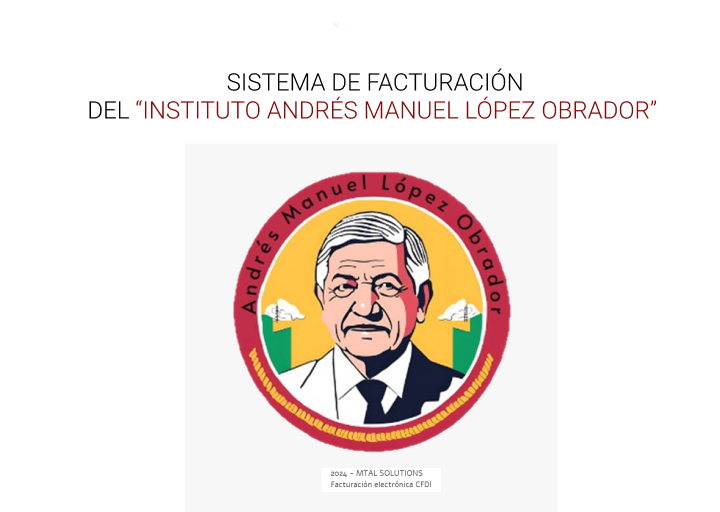 SISTEMA DE FACTURACIÓN
DEL “INSTITUTO ANDRÉS MANUEL LÓPEZ OBRADOR”
Andrés Manuel López Obrador
2024 - MTAL SOLUTIONS
Facturación electrónica CFDI